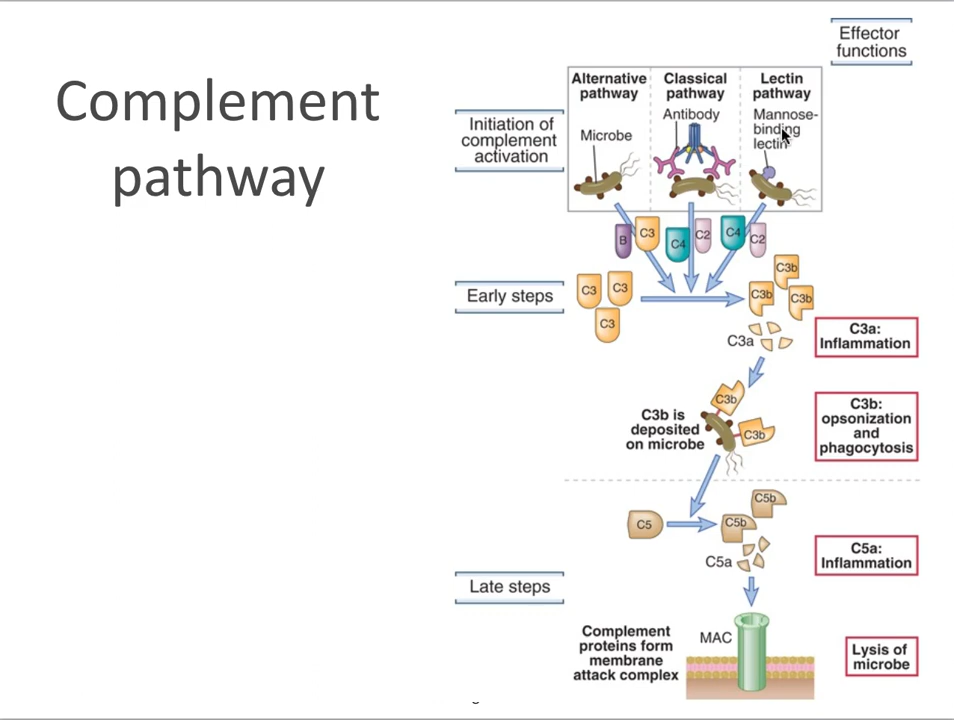 Complement
pathway
Effector
functions
Initiation of
complement
activation
Alternative
pathway
Microbe
Classical
pathway
Antibody
Lectin
pathway
Mannose-
binding
lectin
B
C3
C4
C2
C4
C2
Early steps
C3
C3
C3
C3b
C3b
C3b
C3a
C3a:
Inflammation
C3b is
deposited
on microbe
C3b
C3b
C3b:
opsonization
and
phagocytosis
C5
C5b
C5b
C5a
C5a:
Inflammation
Late steps
Complement
proteins form
membrane
attack complex
MAC
Lysis of
microbe